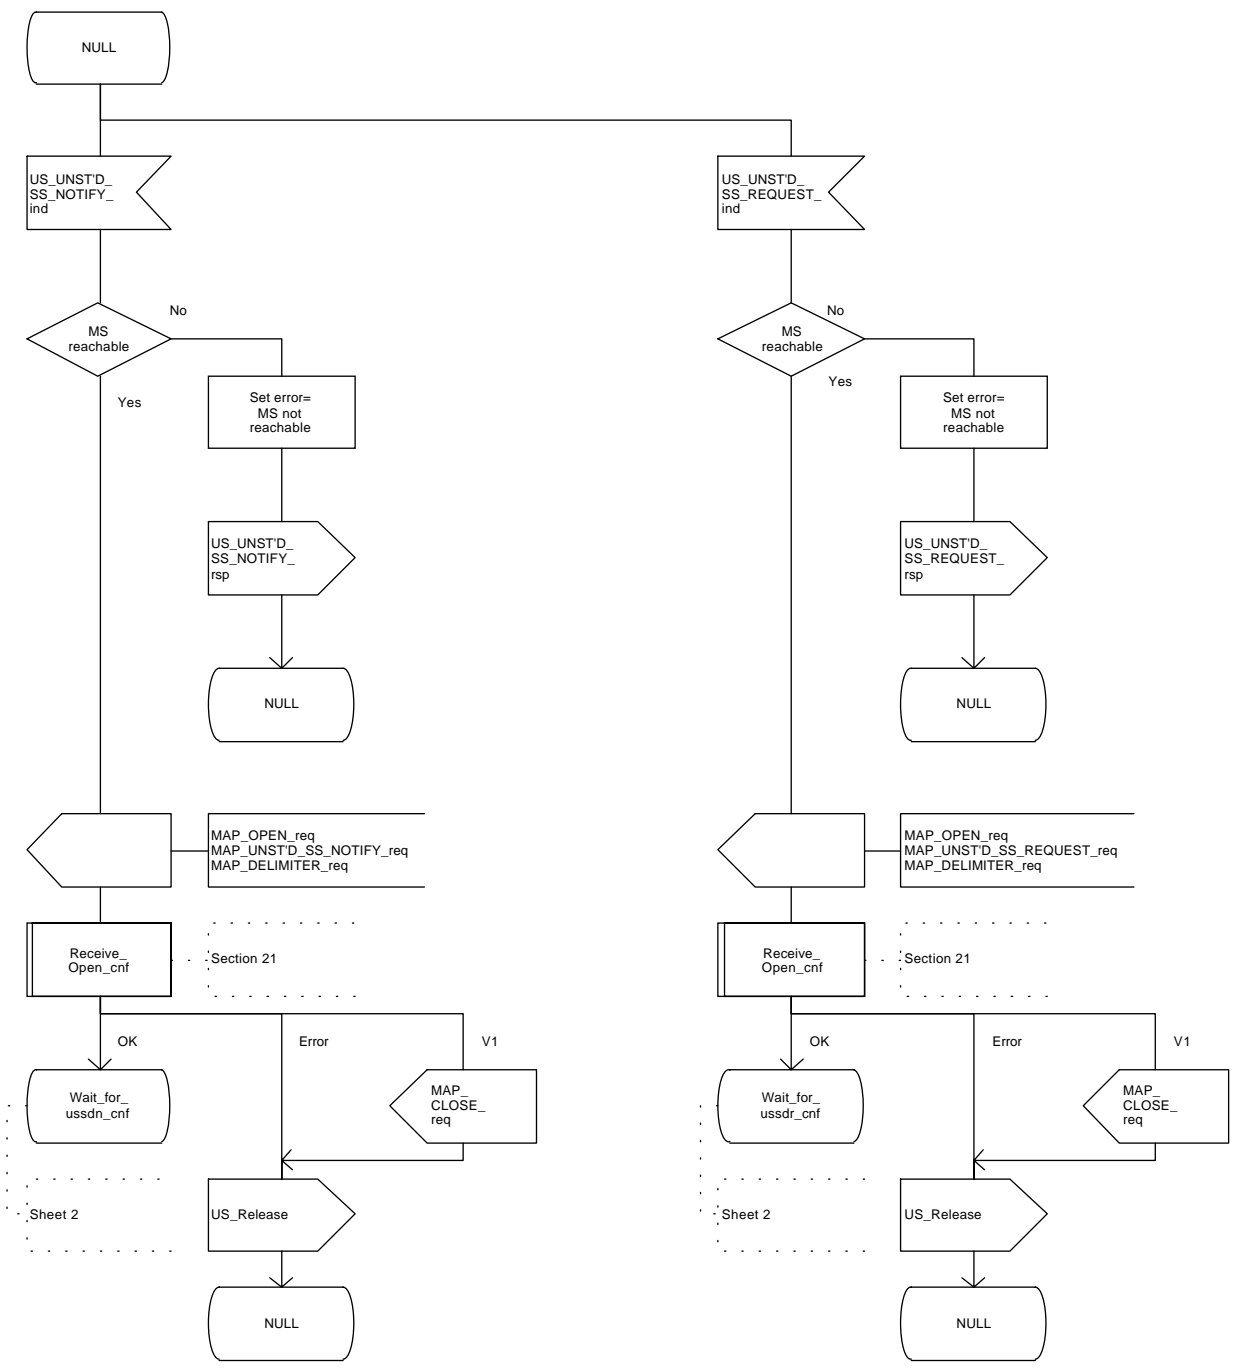 NULL
US_UNST'D_
SS_NOTIFY_
ind
US_UNST'D_
SS_REQUEST_
ind
MS
reachable
No
Yes
MS
reachable
No
Yes
Set error=
MS not
reachable
Set error=
MS not
reachable
US_UNST'D_
SS_NOTIFY_
rsp
US_UNST'D_
SS_REQUEST_
rsp
NULL
NULL
MAP_OPEN_req
MAP_UNST'D_SS_NOTIFY_req
MAP_DELIMITER_req
MAP_OPEN_req
MAP_UNST'D_SS_REQUEST_req
MAP_DELIMITER_req
Receive_
Open_cnf
Section 21
Receive_
Open_cnf
Section 21
OK
Error
V1
OK
Error
V1
Wait_for_
ussdn_cnf
MAP_
CLOSE_
req
Wait_for_
ussdr_cnf
MAP_
CLOSE_
req
Sheet 2
US_Release
Sheet 2
US_Release
NULL
NULL